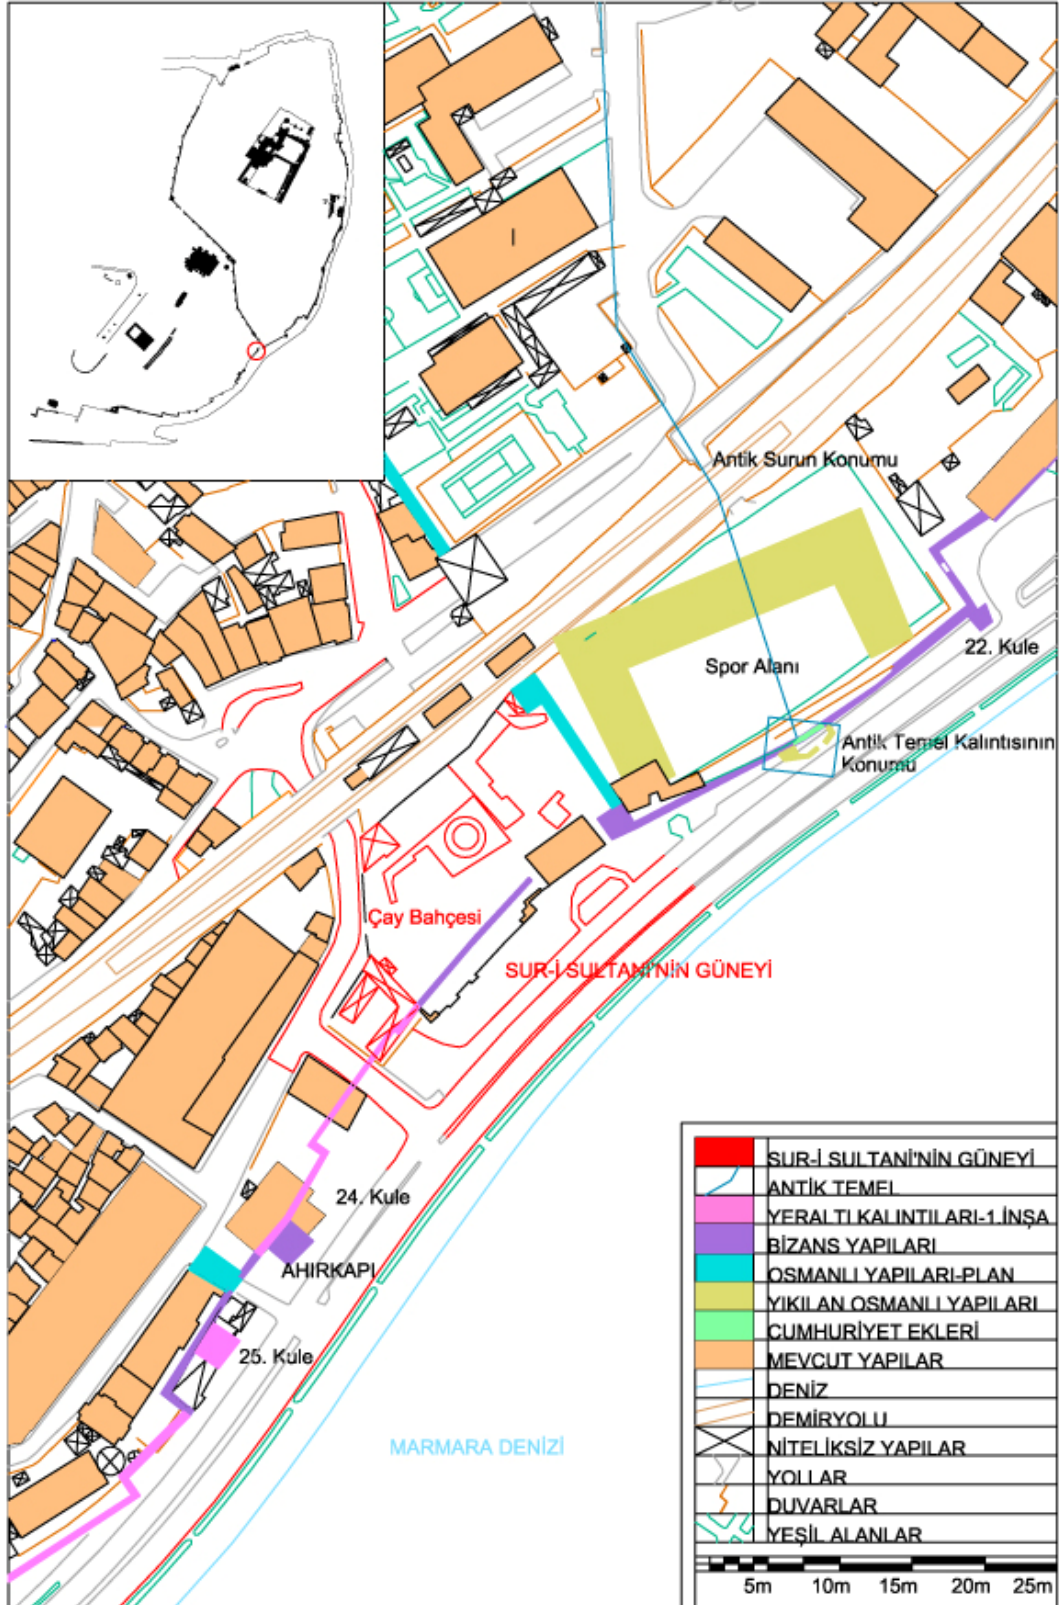 Antik Surun Konumu
22. Kule
Spor Alanı
Antik Temel Kalıntısının
Konumu
Çay Bahçesi
SUR-İ SULTANİ'NİN GÜNEYİ
24. Kule
AHIRKAPI
25. Kule
MARMARA DENİZİ
SUR-İ SULTANİ'NİN GÜNEYİ
ANTİK TEMEL
YERALTI KALINTILARI-1.İNŞA
BİZANS YAPILARI
OSMANLI YAPILARI-PLAN
YIKILAN OSMANLI YAPILARI
CUMHURİYET EKLERİ
MEVCUT YAPILAR
DENİZ
DEMİRYOLU
NİTELİKSİZ YAPILAR
YOLLAR
DUVARLAR
YEŞİL ALANLAR
5m 10m 15m 20m 25m